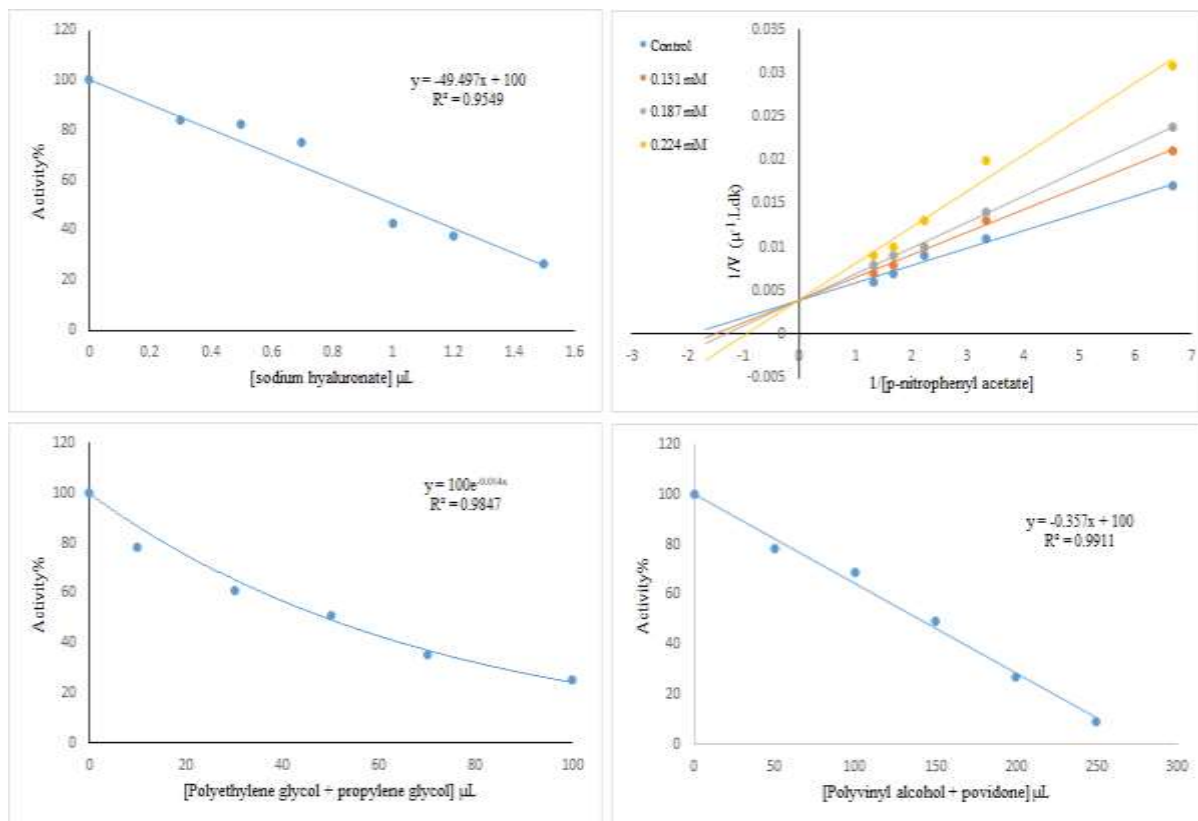 120
100
80
60
40
20
0
Activity%
y = -49.497x + 100
R² = 0.9549
0 0.2 0.4 0.6 0.8 1 1.2 1.4 1.6
[sodium hyaluronate] µL
Control
0.151 mM
0.187 mM
0.224 mM
0.035
0.03
0.025
0.02
0.015
0.01
0.005
0
-0.005
1/V (µ⁻¹.Ldk)
-3 -2 -1 0 1 2 3 4 5 6 7
1/[p-nitrophenyl acetate]
120
100
80
60
40
20
0
Activity%
y = 100e⁻⁰·⁰¹⁴ˣ
R² = 0.9847
0 20 40 60 80 100
[Polyethylene glycol + propylene glycol] µL
120
100
80
60
40
20
0
Activity%
y = -0.357x + 100
R² = 0.9911
0 50 100 150 200 250 300
[Polyvinyl alcohol + povidone] µL